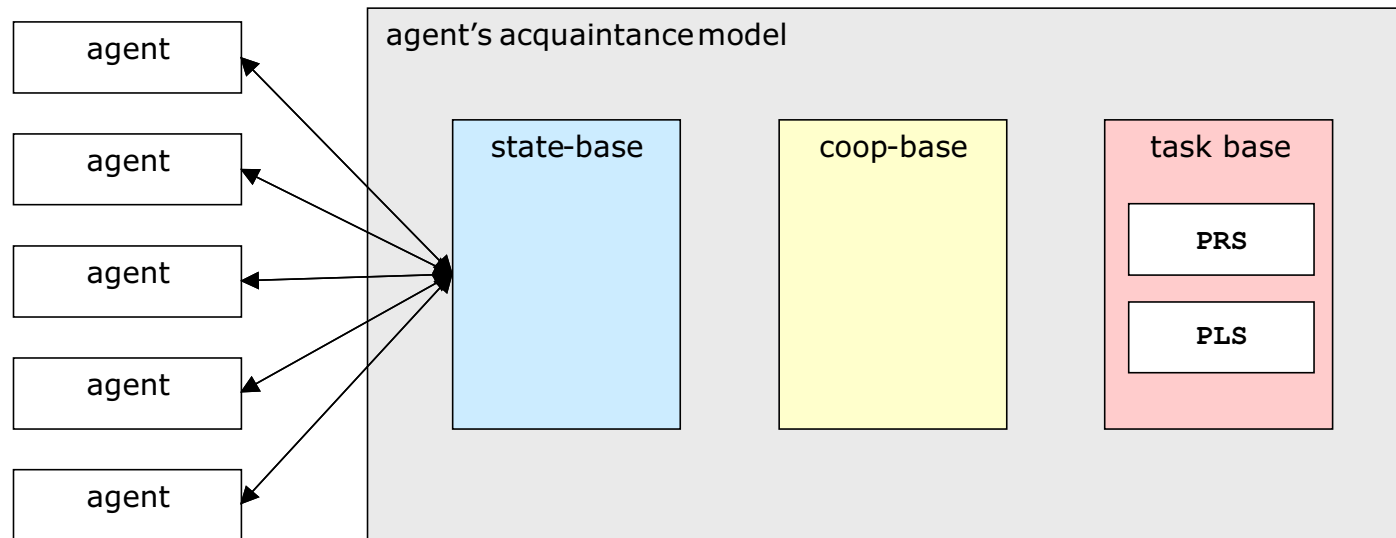 agent
agent
agent
agent
agent
agent's acquaintance model
state-base
coop-base
task base
PRS
PLS